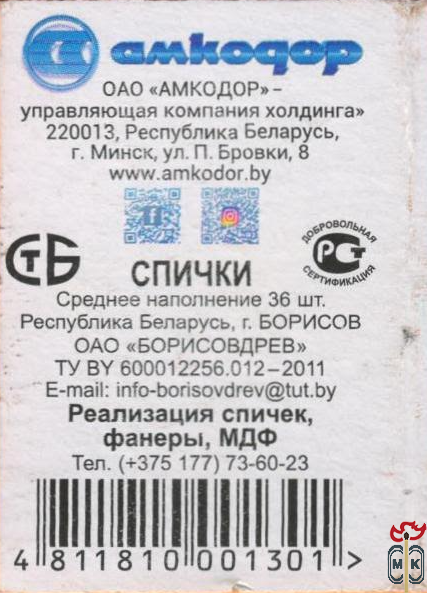 амкодор
ОАО «АМКОДОР» –
управляющая компания холдинга»
220013, Республика Беларусь,
г. Минск, ул. П. Бровки, 8
www.amkodor.by
СТБ
ДОБРОВОЛЬНАЯ
РСТ
СЕРТИФИКАЦИЯ
СПИЧКИ
Среднее наполнение 36 шт.
Республика Беларусь, г. БОРИСОВ
ОАО «БОРИСОВДРЕВ»
ТУ BY 600012256.012–2011
E-mail: info-borisovdrev@tut.by
Реализация спичек,
фанеры, МДФ
Тел. (+375 177) 73-60-23
4 811810 001301 >
МК